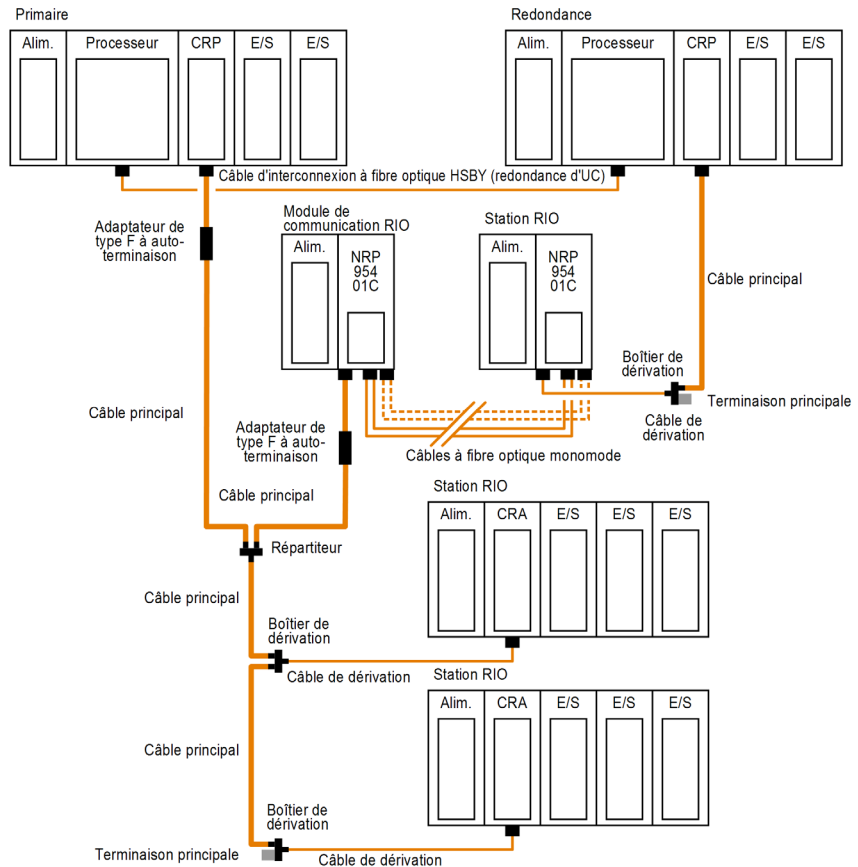 Primaire
Redondance
Alim.
Processeur
CRP
E/S
E/S
Alim.
Processeur
CRP
E/S
E/S
Câble d'interconnexion à fibre optique HSBY (redondance d'UC)
Adaptateur de
type F à auto-
terminaison
Module de
communication RIO
Station RIO
Alim.
NRP
954
01C
Alim.
NRP
954
01C
Câble principal
Boîtier de
dérivation
Terminaison principale
Câble de
dérivation
Câble principal
Adaptateur de
type F à auto-
terminaison
Câbles à fibre optique monomode
Câble principal
Station RIO
Alim.
CRA
E/S
E/S
E/S
Répartiteur
Câble principal
Boîtier de
dérivation
Câble de dérivation
Station RIO
Alim.
CRA
E/S
E/S
E/S
Câble principal
Boîtier de
dérivation
Terminaison principale
Câble de dérivation